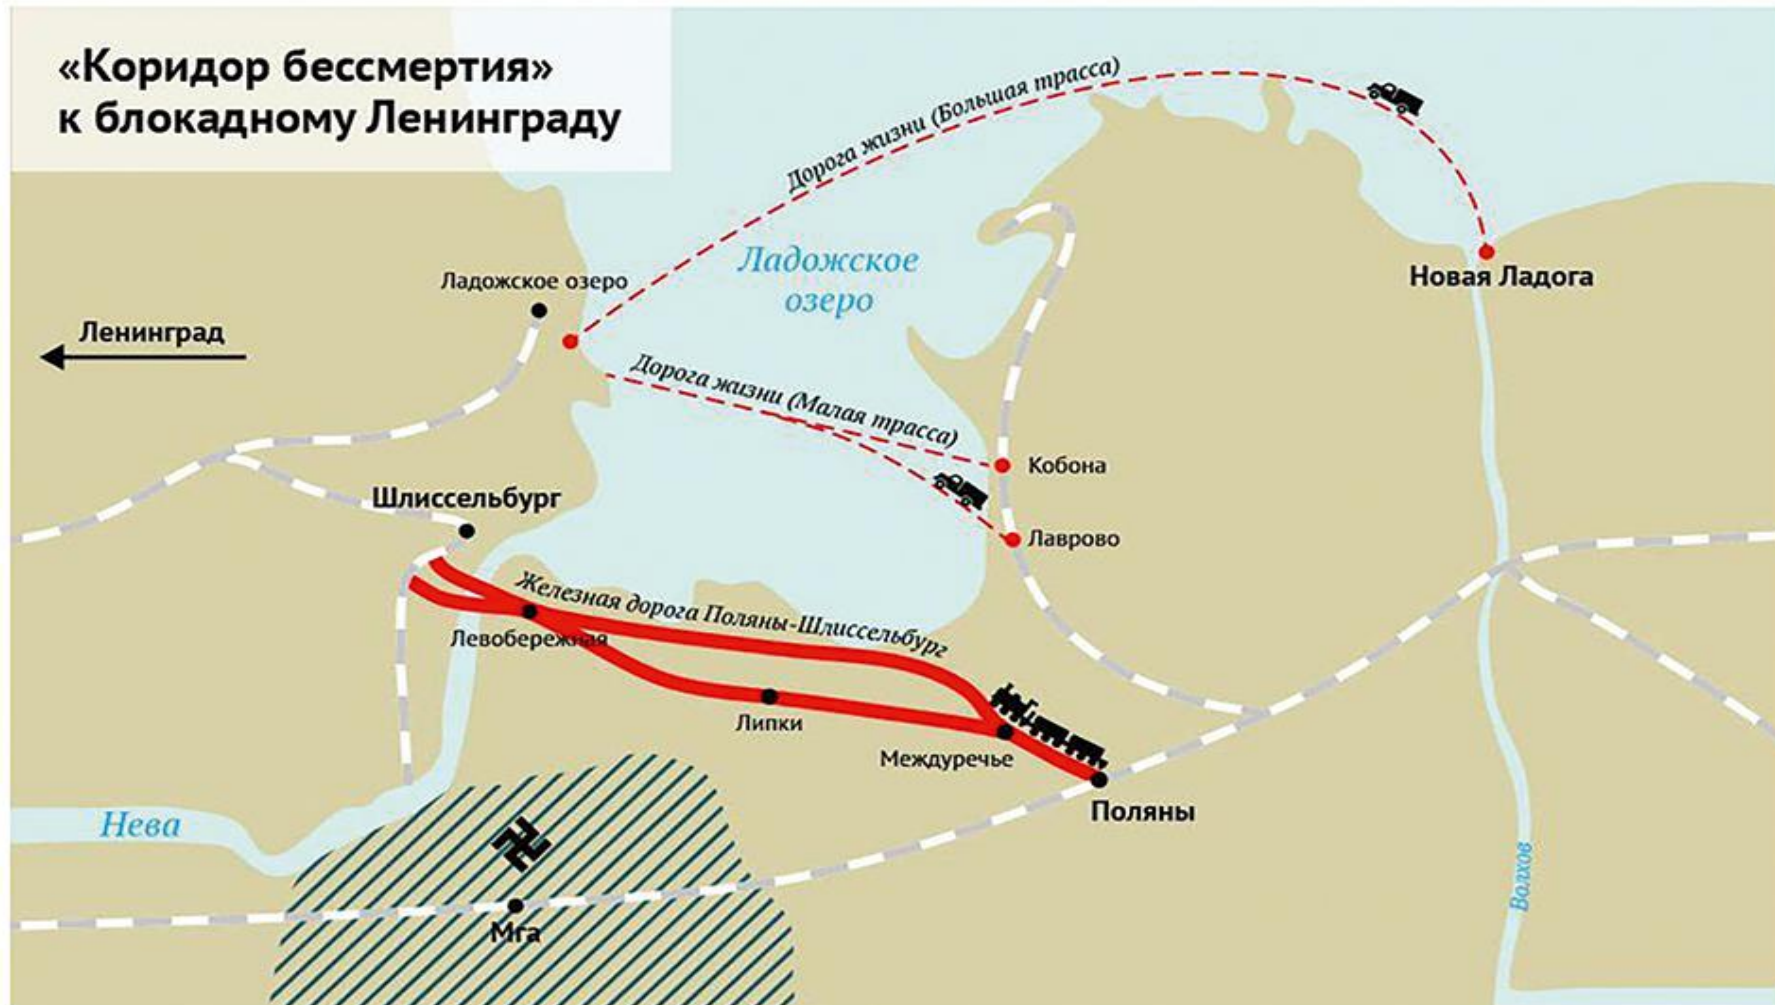 «Коридор бессмертия»
к блокадному Ленинграду
Дорога жизни (Большая трасса)
Ладожское
озеро
Новая Ладога
Ладожское озеро
Ленинград
Дорога жизни (Малая трасса)
Кобона
Шлиссельбург
Лаврово
Железная дорога Поляны-Шлиссельбург
Левобережная
Липки
Междуречье
Поляны
Нева
Волхов
Мга